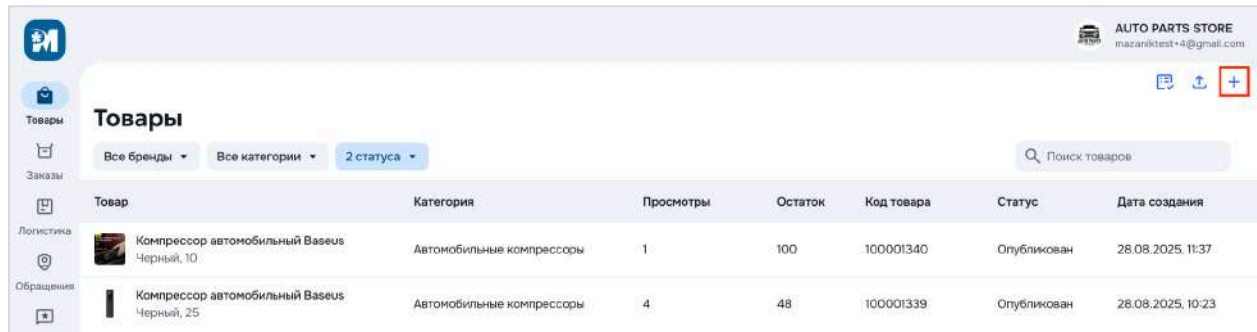 AUTO PARTS STORE
mazaniktest+4@gmail.com
Товары
Заказы
Логистика
Обращения
Товары
Все бренды
Все категории
2 статуса
Поиск товаров
Товар Категория Просмотры Остаток Код товара Статус Дата создания
Компрессор автомобильный Baseus
Черный, 10
Автомобильные компрессоры 1 100 100001340 Опубликован 28.08.2025, 11:37
Компрессор автомобильный Baseus
Черный, 25
Автомобильные компрессоры 4 48 100001339 Опубликован 28.08.2025, 10:23